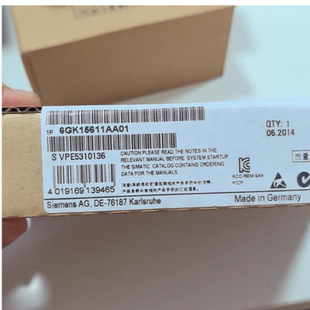 1P 6GK15611AA01
QTY: 1
06.2014
S VPE5310136
CAUTION PLEASE READ THE NOTES IN THE
RELEVANT MANUAL BEFORE SYSTEM STARTUP
THE SIMATIC CATALOG CONTAINS ORDERING
DATA FOR THE MANUALS.
4 019169 139465
Made in Germany
Siemens AG, DE-76187 Karlsruhe